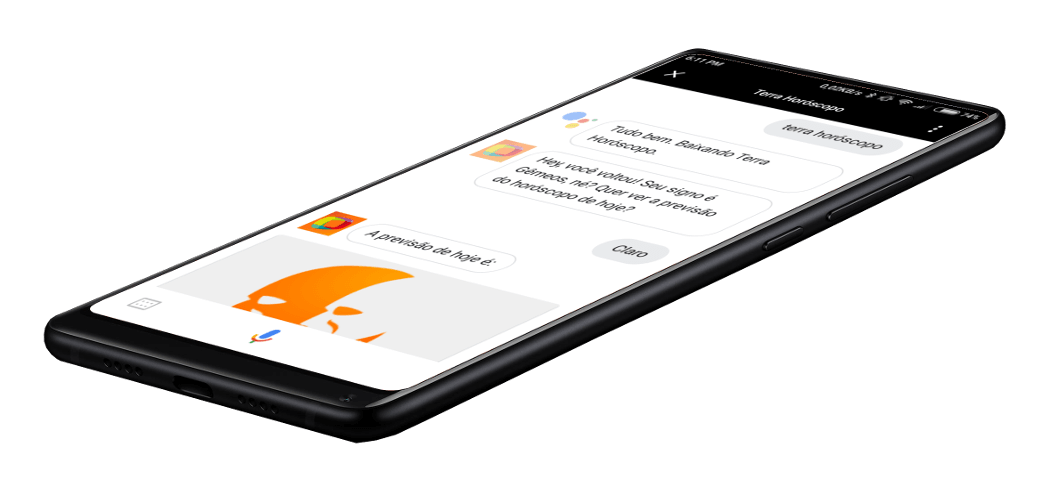 6:11 PM
0,02KB/s
74%
Terra Horóscopo
terra horóscopo
Tudo bem. Baixando Terra
Horóscopo.
Hey, você voltou! Seu signo é
Gêmeos, né? Quer ver a previsão
do horóscopo de hoje?
Claro
A previsão de hoje é: